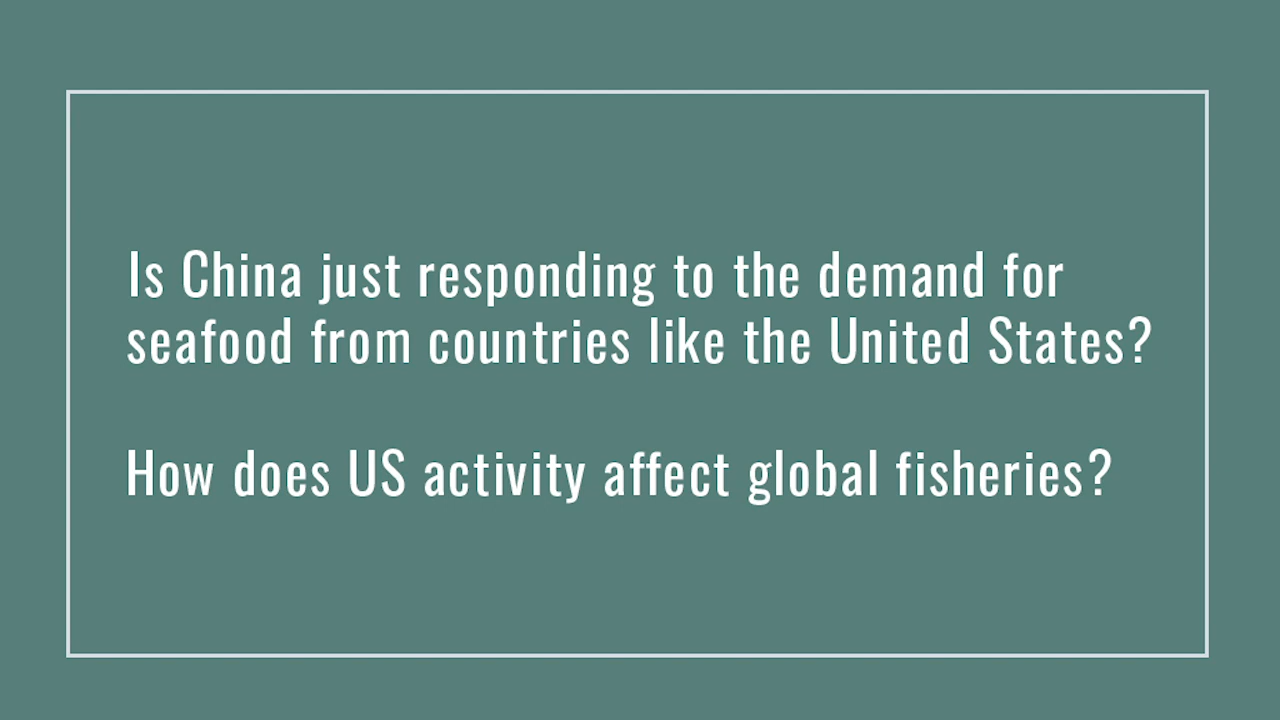 Is China just responding to the demand for
seafood from countries like the United States?
How does US activity affect global fisheries?